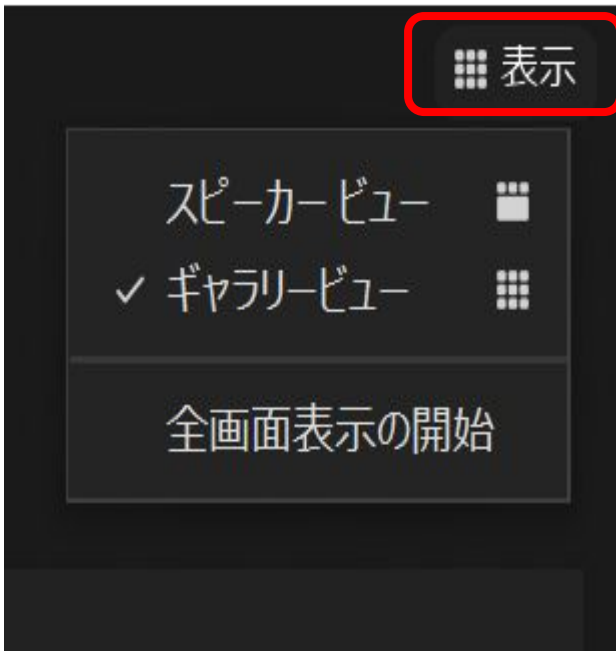 表示
スピーカービュー
ギャラリービュー
全画面表示の開始